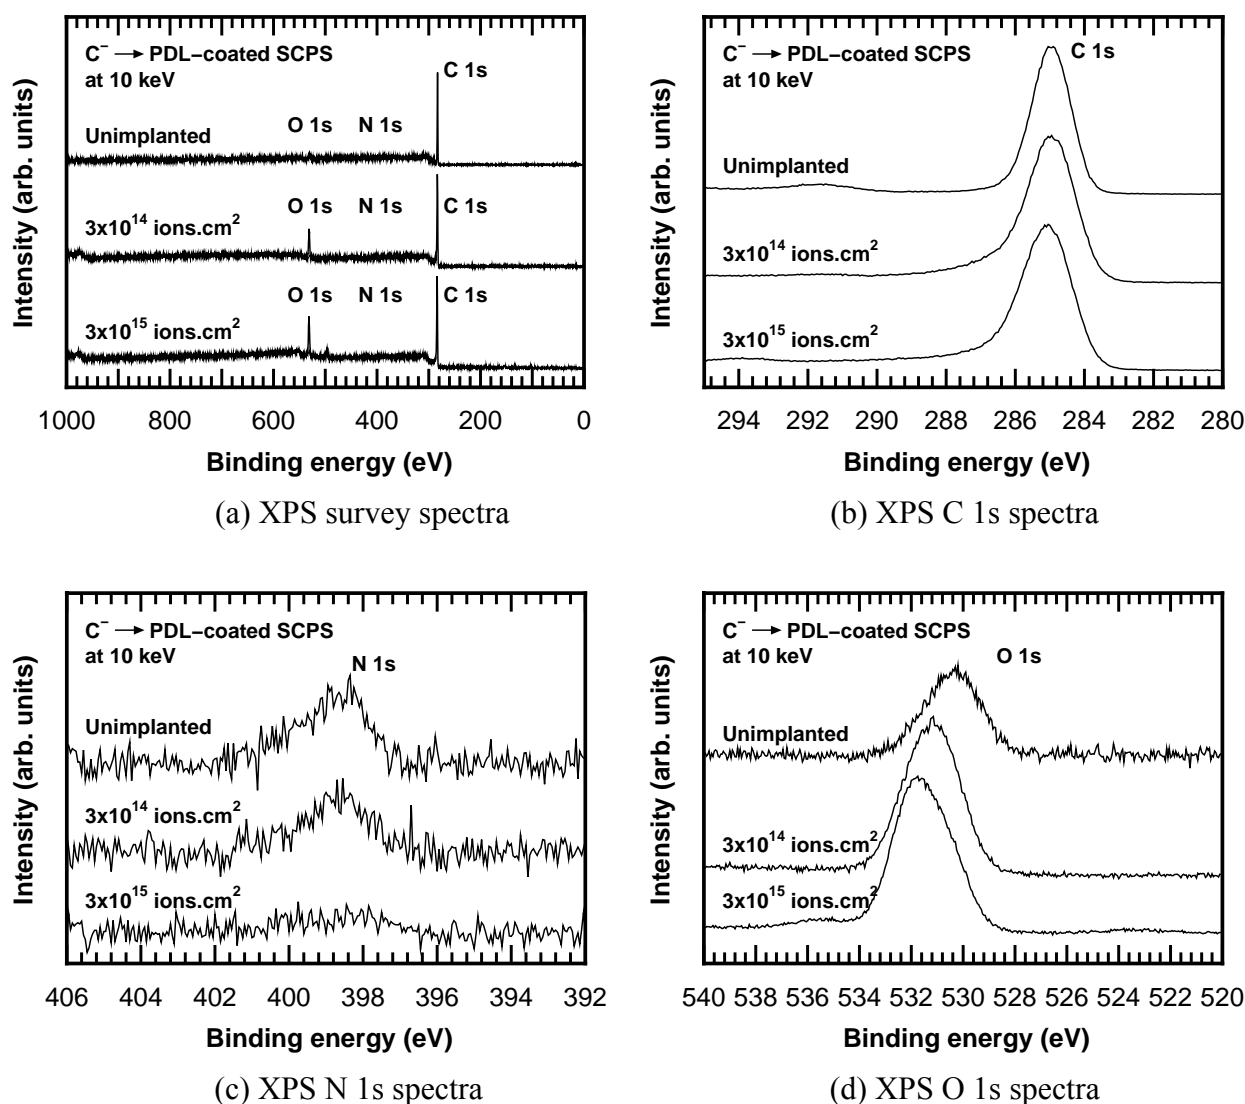 C⁻ → PDL–coated SCPS
at 10 keV
C 1s
O 1s N 1s
Unimplanted
O 1s N 1s C 1s
3x10¹⁴ ions.cm²
O 1s N 1s C 1s
3x10¹⁵ ions.cm²
Intensity (arb. units)
1000 800 600 400 200 0
Binding energy (eV)
(a) XPS survey spectra
C⁻ → PDL–coated SCPS
at 10 keV
C 1s
Unimplanted
3x10¹⁴ ions.cm²
3x10¹⁵ ions.cm²
Intensity (arb. units)
294 292 290 288 286 284 282 280
Binding energy (eV)
(b) XPS C 1s spectra
C⁻ → PDL–coated SCPS
at 10 keV
N 1s
Unimplanted
3x10¹⁴ ions.cm²
3x10¹⁵ ions.cm²
Intensity (arb. units)
406 404 402 400 398 396 394 392
Binding energy (eV)
(c) XPS N 1s spectra
C⁻ → PDL–coated SCPS
at 10 keV
O 1s
Unimplanted
3x10¹⁴ ions.cm²
3x10¹⁵ ions.cm²
Intensity (arb. units)
540 538 536 534 532 530 528 526 524 522 520
Binding energy (eV)
(d) XPS O 1s spectra